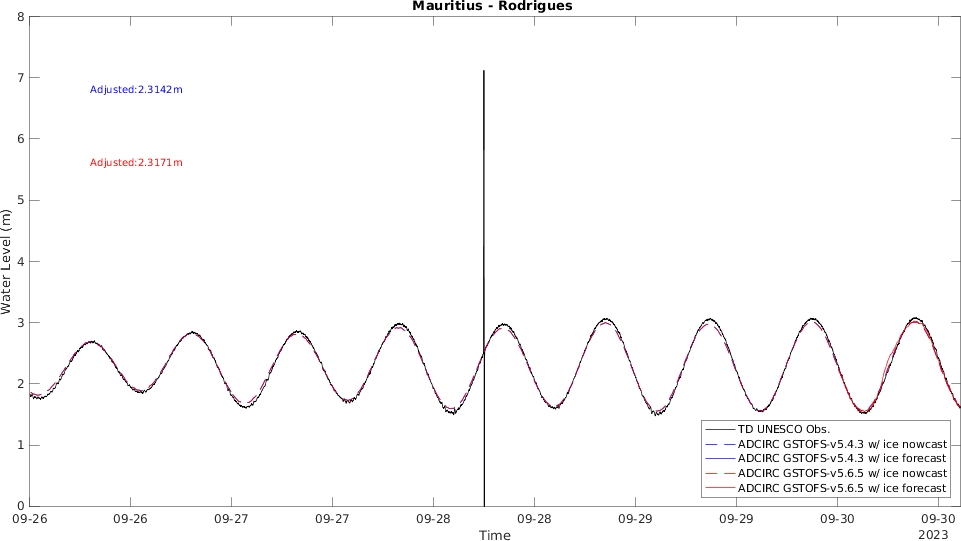 Mauritius - Rodrigues
8
7
6
5
4
3
2
1
0
Water Level (m)
Adjusted:2.3142m
Adjusted:2.3171m
TD UNESCO Obs.
ADCIRC GSTOFS-v5.4.3 w/ ice nowcast
ADCIRC GSTOFS-v5.4.3 w/ ice forecast
ADCIRC GSTOFS-v5.6.5 w/ ice nowcast
ADCIRC GSTOFS-v5.6.5 w/ ice forecast
09-26 09-26 09-27 09-27 09-28 09-28 09-29 09-29 09-30 09-30
Time
2023